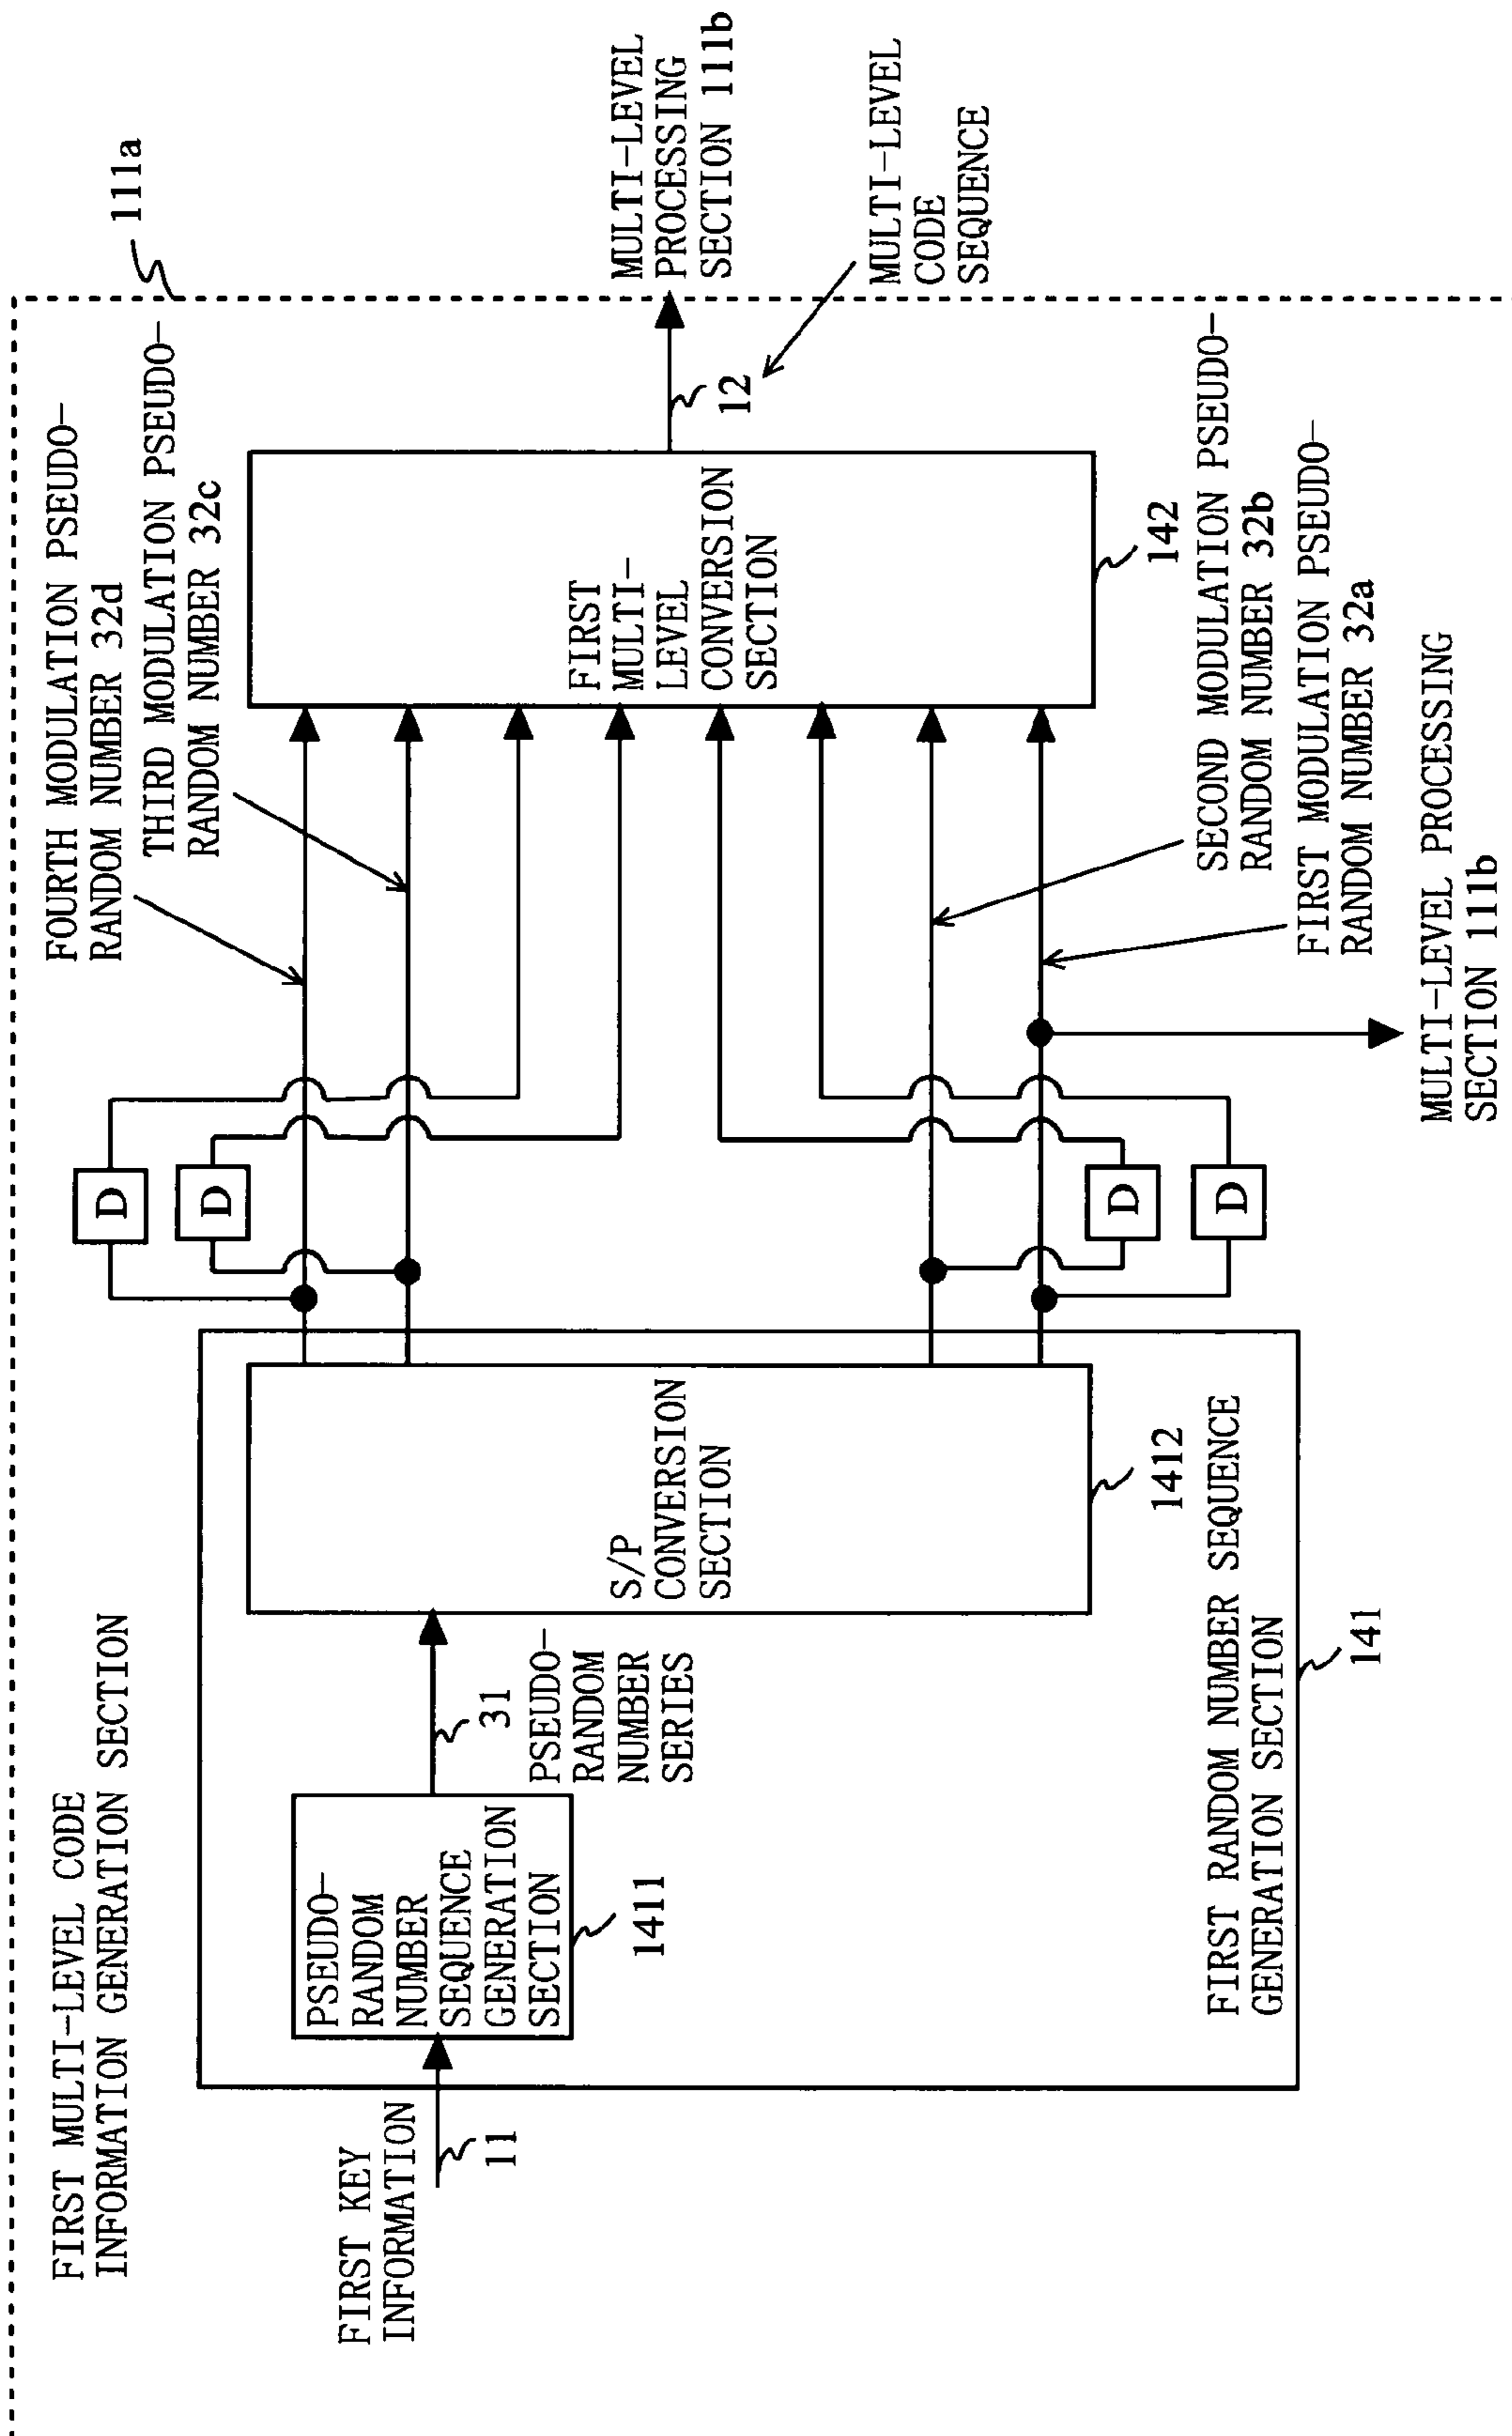 FIRST MULTI-LEVEL CODE
INFORMATION GENERATION SECTION
111a
FIRST KEY
INFORMATION
11
PSEUDO-
RANDOM
NUMBER
SEQUENCE
GENERATION
SECTION
1411
31
PSEUDO-
RANDOM
NUMBER
SERIES
S/P
CONVERSION
SECTION
1412
FIRST RANDOM NUMBER SEQUENCE
GENERATION SECTION
141
D
D
D
D
FOURTH MODULATION PSEUDO-
RANDOM NUMBER 32d
THIRD MODULATION PSEUDO-
RANDOM NUMBER 32c
FIRST
MULTI-
LEVEL
CONVERSION
SECTION
142
SECOND MODULATION PSEUDO-
RANDOM NUMBER 32b
FIRST MODULATION PSEUDO-
RANDOM NUMBER 32a
MULTI-LEVEL PROCESSING
SECTION 111b
12
MULTI-LEVEL
PROCESSING
SECTION 111b
MULTI-LEVEL
CODE
SEQUENCE